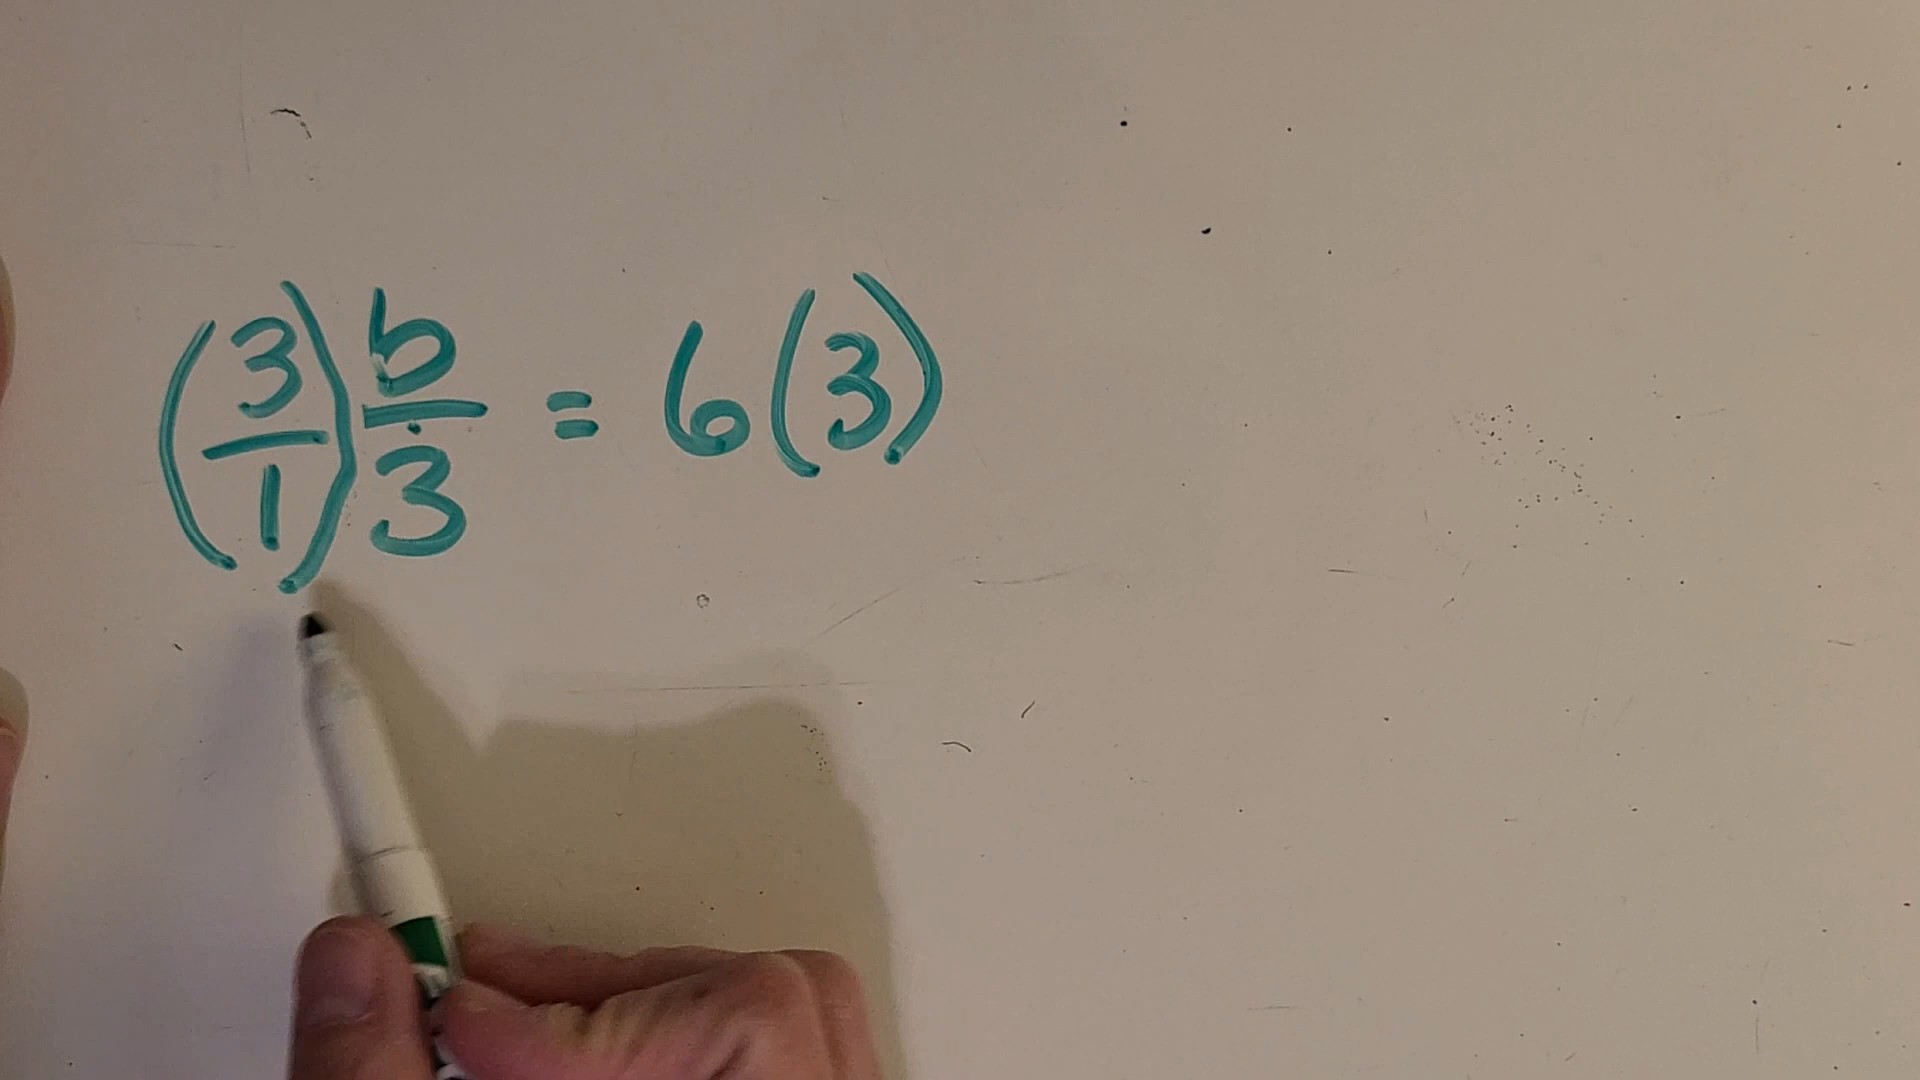 (3/1) b/3 = 6(3)